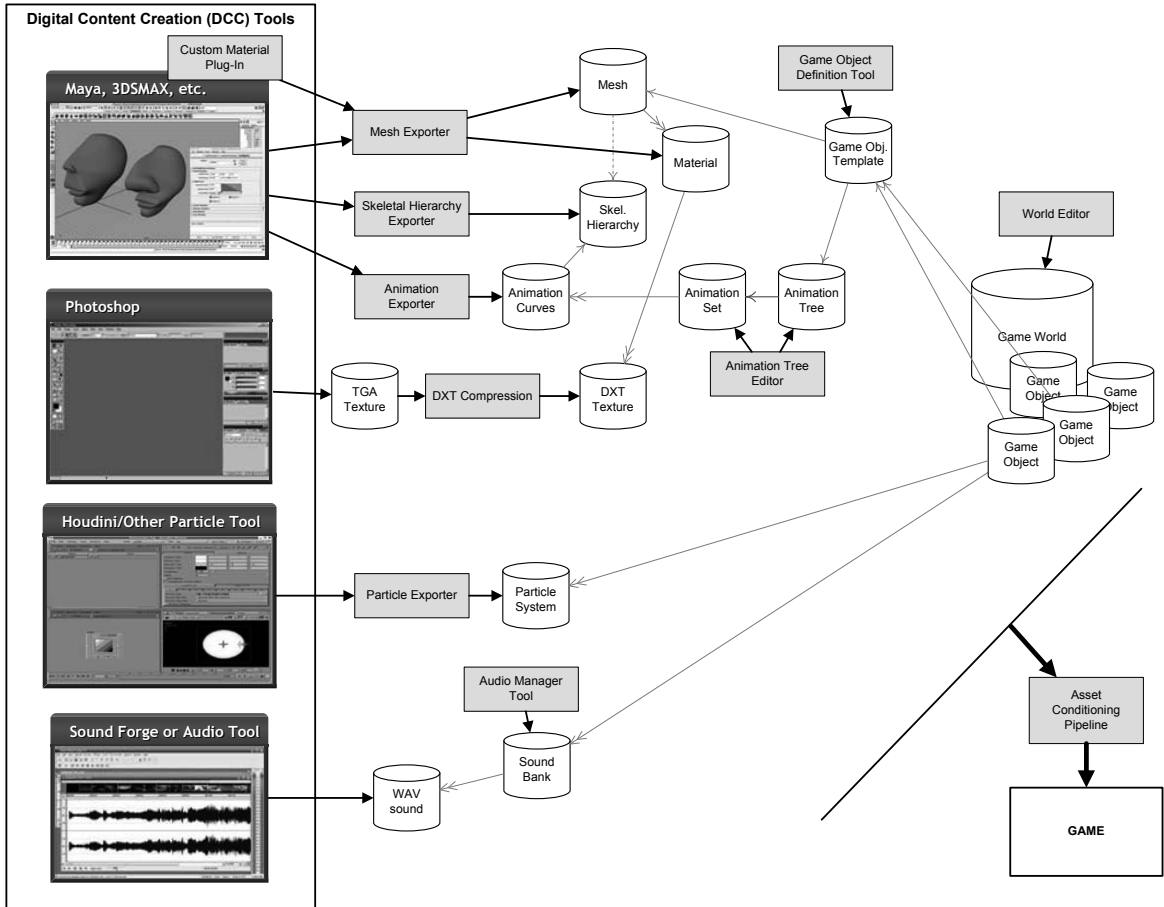 Digital Content Creation (DCC) Tools
Custom Material
Plug-In
Maya, 3DSMAX, etc.
Mesh Exporter
Mesh
Material
Game Object
Definition Tool
Game Obj.
Template
Skeletal Hierarchy
Exporter
Skel.
Hierarchy
World Editor
Animation
Exporter
Animation
Curves
Animation
Set
Animation
Tree
Animation Tree
Editor
Game World
Game
Object
Game
Object
Game
Object
Game
Object
Photoshop
TGA
Texture
DXT Compression
DXT
Texture
Houdini/Other Particle Tool
Particle Exporter
Particle
System
Audio Manager
Tool
Sound
Bank
Sound Forge or Audio Tool
WAV
sound
Asset
Conditioning
Pipeline
GAME